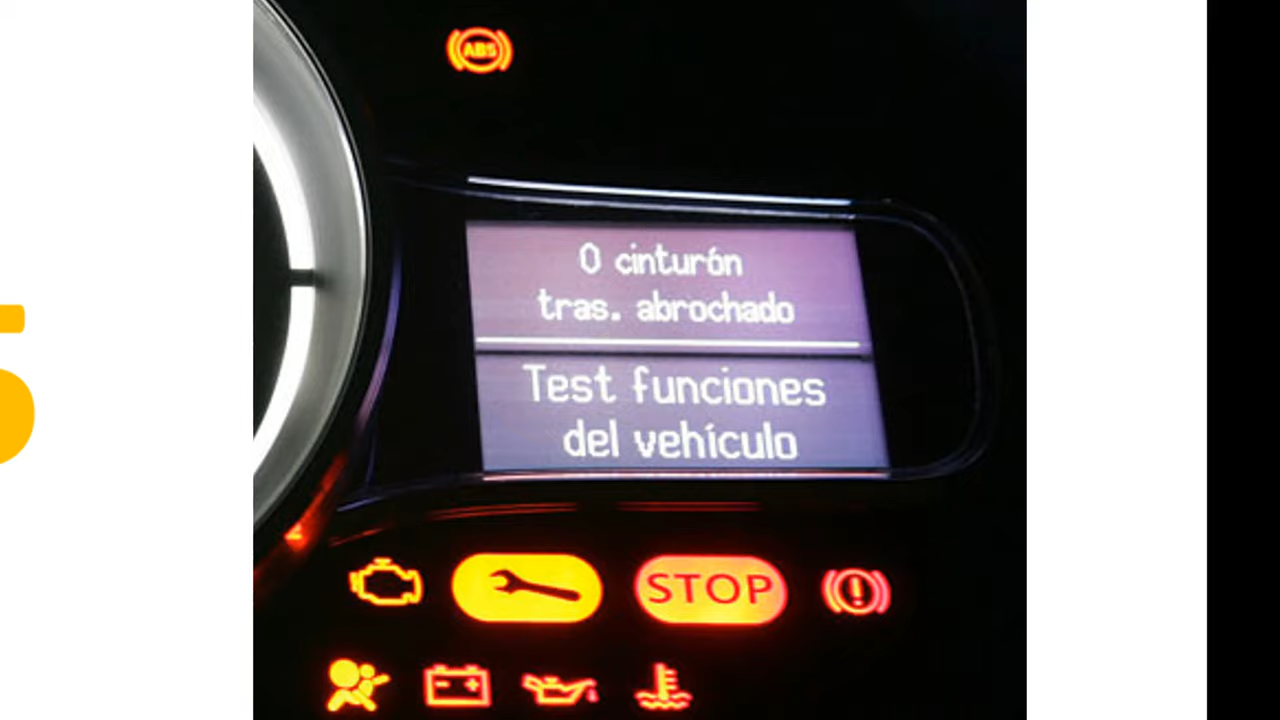 ABS
0 cinturón
tras. abrochado
Test funciones
del vehículo
STOP